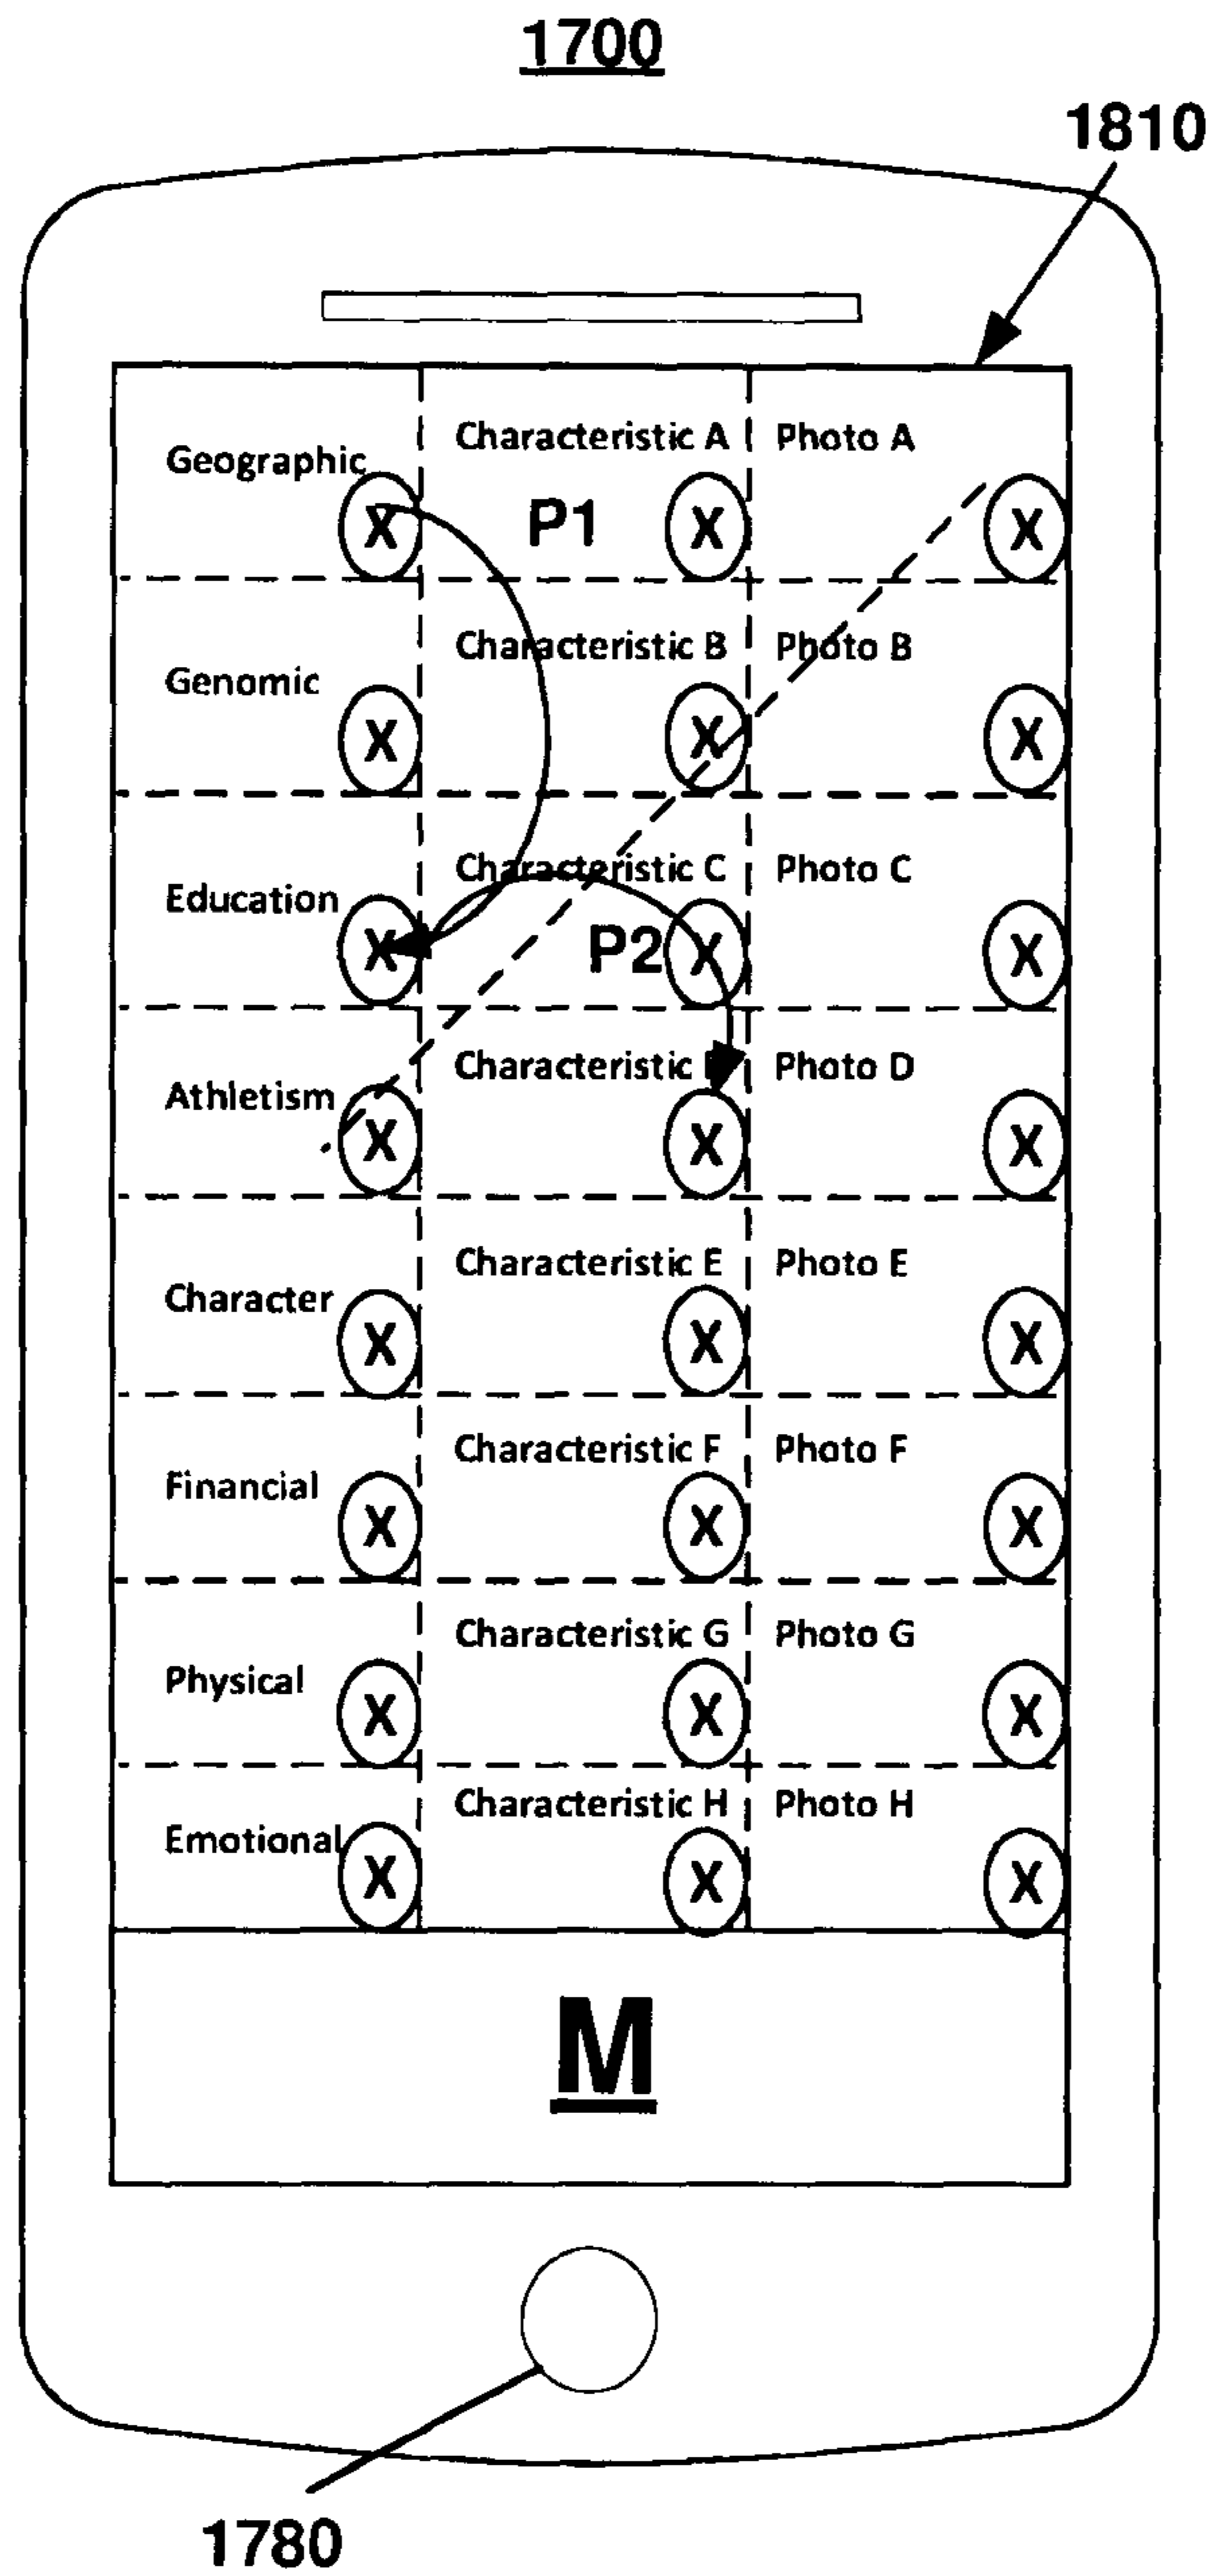 1700
1810
Characteristic A Photo A
Geographic
X P1 X X
Characteristic B Photo B
Genomic
X X X
Characteristic C Photo C
Education
X P2 X X
Characteristic Photo D
Athletism
X X X
Characteristic E Photo E
Character
X X X
Characteristic F Photo F
Financial
X X X
Characteristic G Photo G
Physical
X X X
Characteristic H Photo H
Emotional
X X X
M
1780